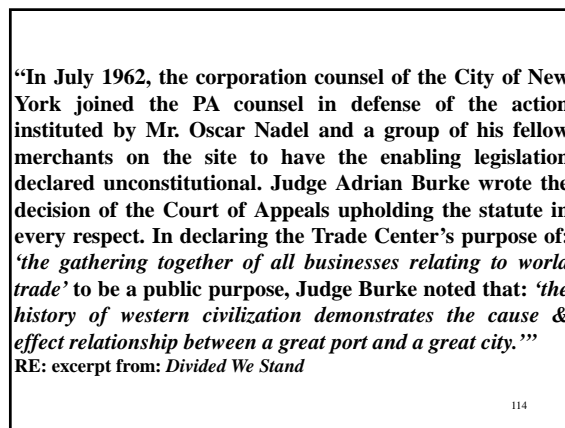 “In July 1962, the corporation counsel of the City of New
York joined the PA counsel in defense of the action
instituted by Mr. Oscar Nadel and a group of his fellow
merchants on the site to have the enabling legislation
declared unconstitutional. Judge Adrian Burke wrote the
decision of the Court of Appeals upholding the statute in
every respect. In declaring the Trade Center’s purpose of:
‘the gathering together of all businesses relating to world
trade’ to be a public purpose, Judge Burke noted that: ‘the
history of western civilization demonstrates the cause &
effect relationship between a great port and a great city.’”
RE: excerpt from: Divided We Stand
114